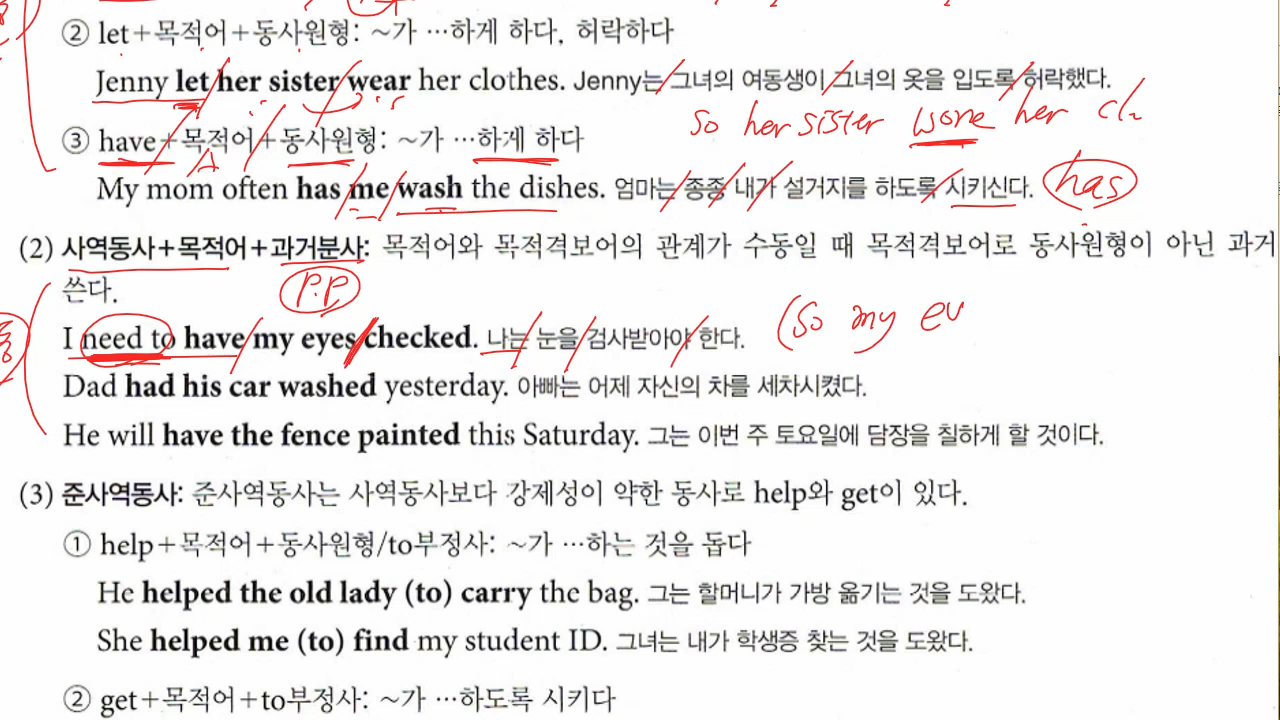 ② let+목적어+동사원형: ~가 …하게 하다, 허락하다
Jenny let her sister wear her clothes. Jenny는 그녀의 여동생이 그녀의 옷을 입도록 허락했다.
so her sister wore her
③ have+목적어+동사원형: ~가 …하게 하다
My mom often has me wash the dishes. 엄마는 종종 내가 설거지를 하도록 시키신다. has
(2) 사역동사+목적어+과거분사: 목적어와 목적격보어의 관계가 수동일 때 목적격보어로 동사원형이 아닌 과거
쓴다.
P.P
I need to have my eyes checked. 나는 눈을 검사받아야 한다. (so my
Dad had his car washed yesterday. 아빠는 어제 자신의 차를 세차시켰다.
He will have the fence painted this Saturday. 그는 이번 주 토요일에 담장을 칠하게 할 것이다.
(3) 준사역동사: 준사역동사는 사역동사보다 강제성이 약한 동사로 help와 get이 있다.
① help+목적어+동사원형/to부정사: ~가 …하는 것을 돕다
He helped the old lady (to) carry the bag. 그는 할머니가 가방 옮기는 것을 도왔다.
She helped me (to) find my student ID. 그녀는 내가 학생증 찾는 것을 도왔다.
② get+목적어+to부정사: ~가 …하도록 시키다